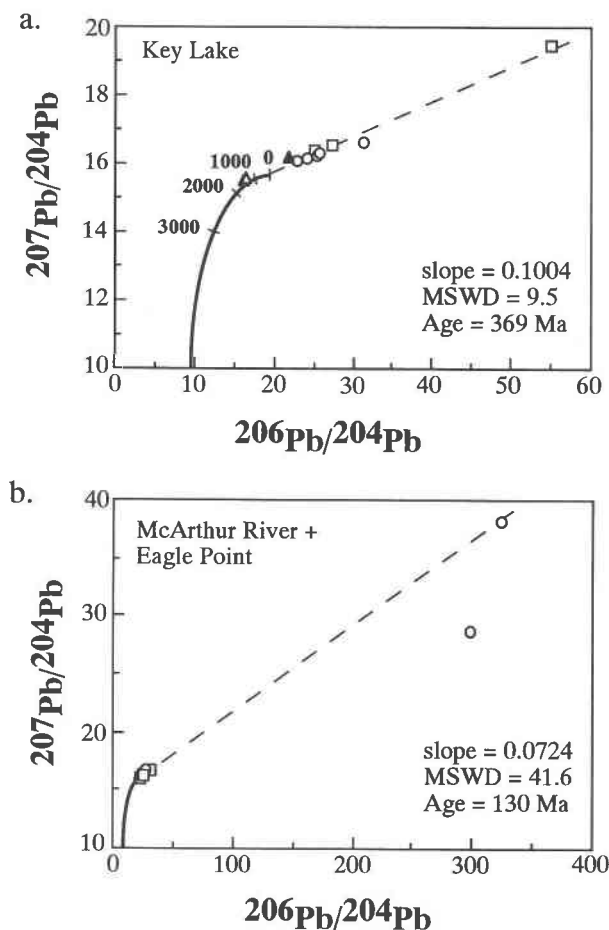 a.
Key Lake
207Pb/204Pb
20
18
16
14
12
10
1000 0
2000
3000
slope = 0.1004
MSWD = 9.5
Age = 369 Ma
0 10 20 30 40 50 60
206Pb/204Pb
b.
McArthur River +
Eagle Point
207Pb/204Pb
40
30
20
10
slope = 0.0724
MSWD = 41.6
Age = 130 Ma
0 100 200 300 400
206Pb/204Pb